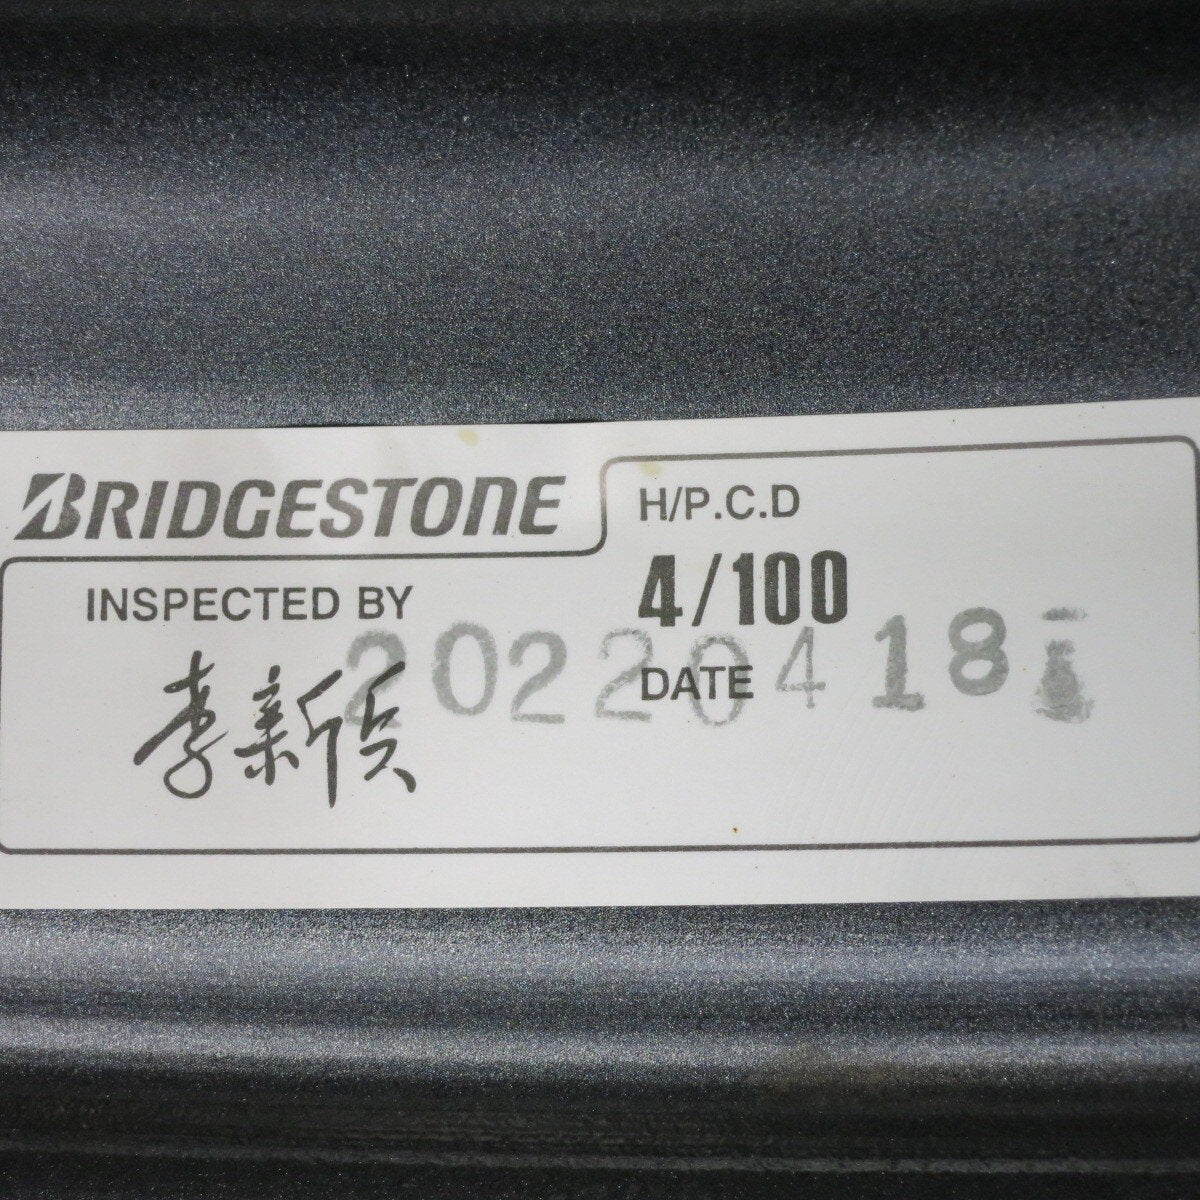 BRIDGESTONE
H/P.C.D
4/100
INSPECTED BY
DATE
20220418